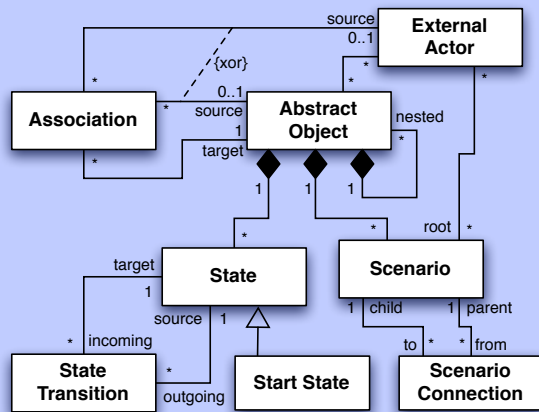 source
External
Actor
0..1
{xor}
*
*
*
*
0..1
Association
*
source
Abstract
Object
nested
1
*
target
*
1
1
1
*
*
root
*
target
State
Scenario
1
source
1
1
child
1
parent
*
incoming
to
*
*
from
State
Transition
*
outgoing
Start State
Scenario
Connection